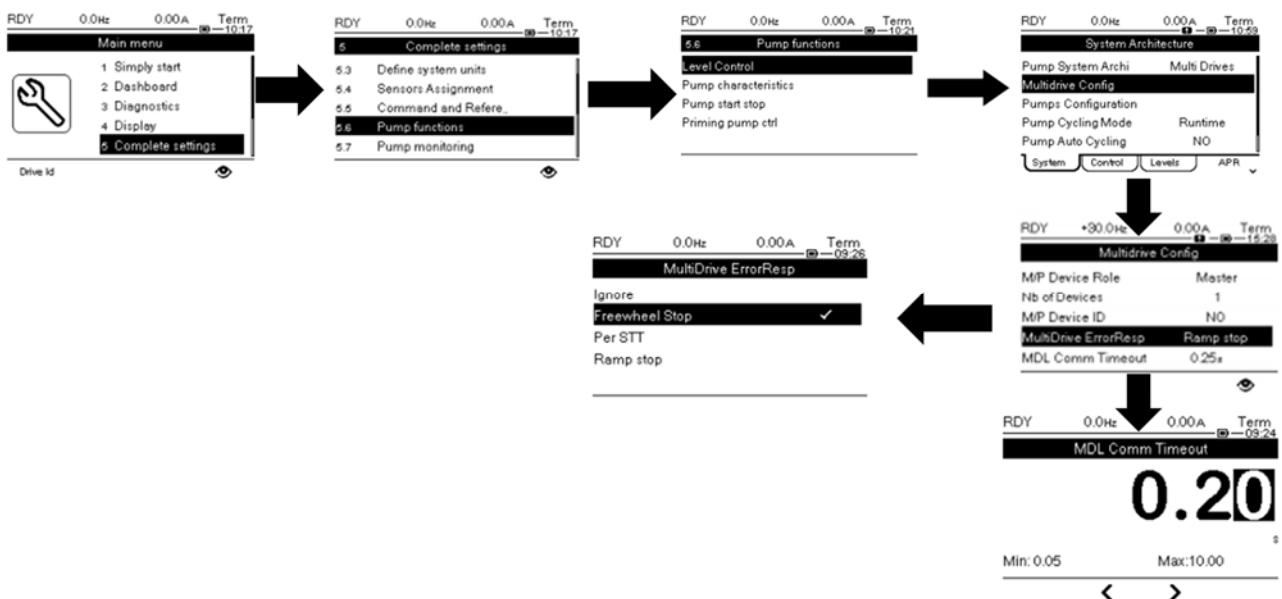 RDY 0.0Hz 0.00A Term
10:17
Main menu
1 Simply start
2 Dashboard
3 Diagnostics
4 Display
5 Complete settings
Drive Id
RDY 0.0Hz 0.00A Term
10:17
5 Complete settings
5.3 Define system units
5.4 Sensors Assignment
5.5 Command and Refere_
5.6 Pump functions
5.7 Pump monitoring
RDY 0.0Hz 0.00A Term
10:21
5.6 Pump functions
Level Control
Pump characteristics
Pump start stop
Priming pump ctrl
RDY 0.0Hz 0.00A Term
10:59
System Architecture
Pump System Archi Multi Drives
Multidrive Config
Pumps Configuration
Pump Cycling Mode Runtime
Pump Auto Cycling NO
System Control Levels APR
RDY +30.0Hz 0.00A Term
15:28
Multidrive Config
M/P Device Role Master
Nb of Devices 1
M/P Device ID NO
MultiDrive ErrorResp Ramp stop
MDL Comm Timeout 0.25s
RDY 0.0Hz 0.00A Term
09:26
MultiDrive ErrorResp
Ignore
Freewheel Stop ✓
Per STT
Ramp stop
RDY 0.0Hz 0.00A Term
09:24
MDL Comm Timeout
0.20
s
Min: 0.05 Max:10.00
< >